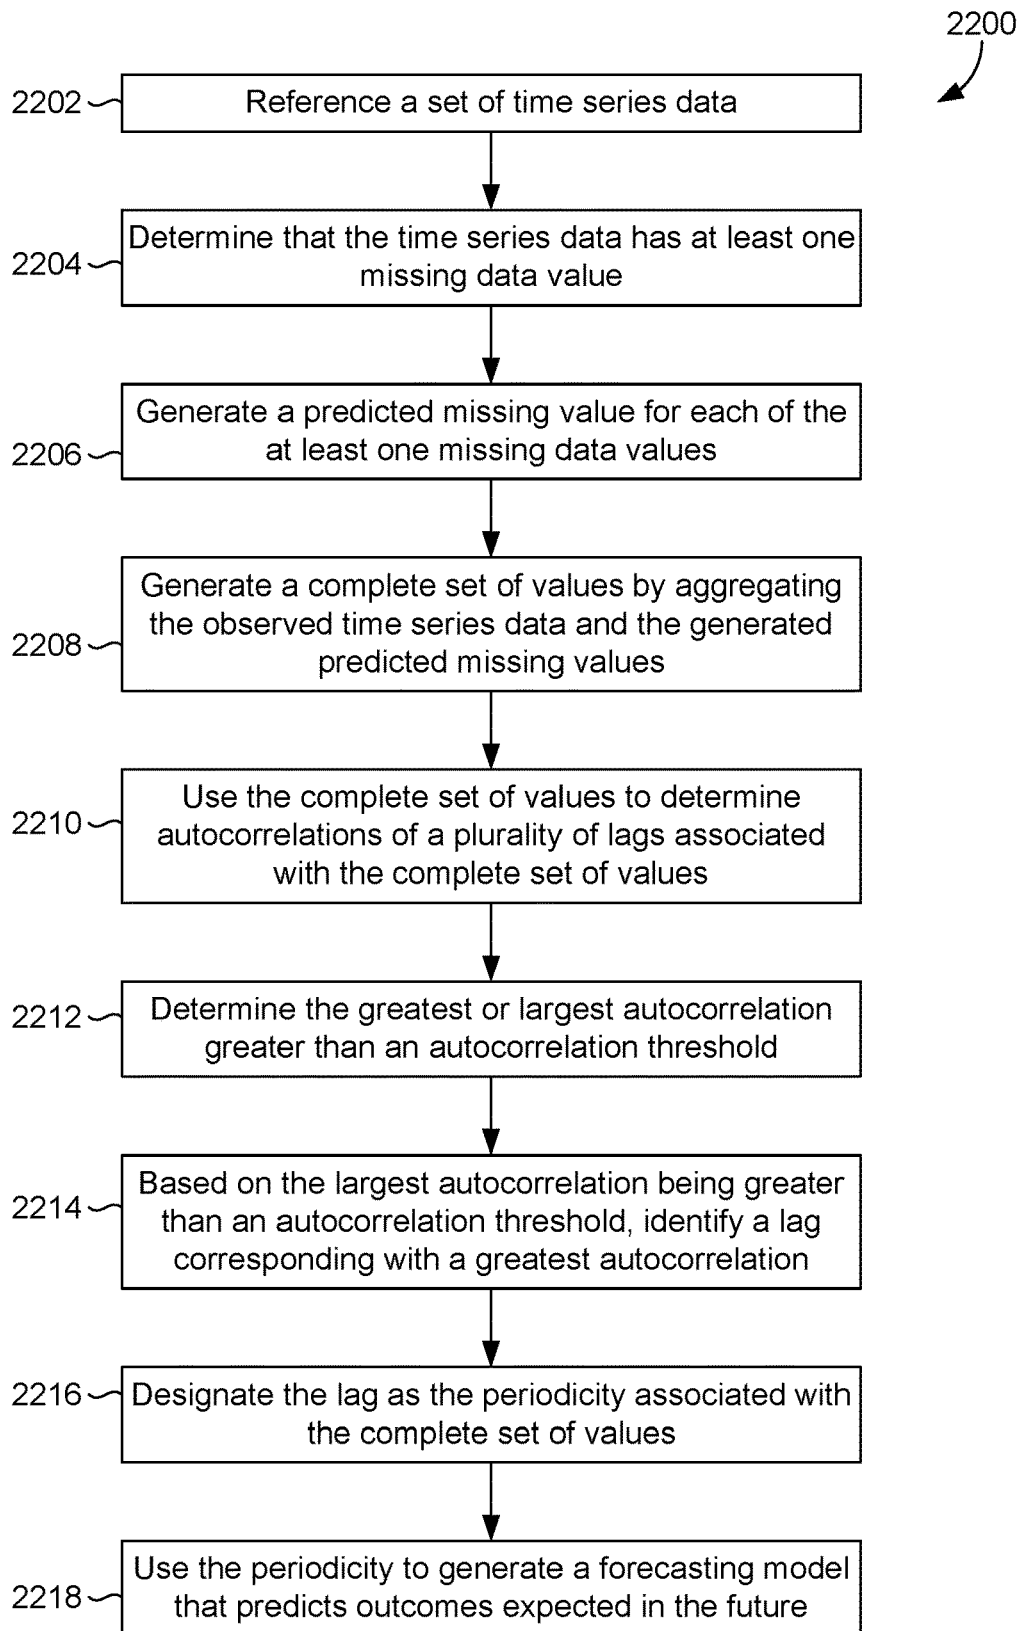 2200
2202
Reference a set of time series data
2204
Determine that the time series data has at least one
missing data value
2206
Generate a predicted missing value for each of the
at least one missing data values
2208
Generate a complete set of values by aggregating
the observed time series data and the generated
predicted missing values
2210
Use the complete set of values to determine
autocorrelations of a plurality of lags associated
with the complete set of values
2212
Determine the greatest or largest autocorrelation
greater than an autocorrelation threshold
2214
Based on the largest autocorrelation being greater
than an autocorrelation threshold, identify a lag
corresponding with a greatest autocorrelation
2216
Designate the lag as the periodicity associated with
the complete set of values
2218
Use the periodicity to generate a forecasting model
that predicts outcomes expected in the future